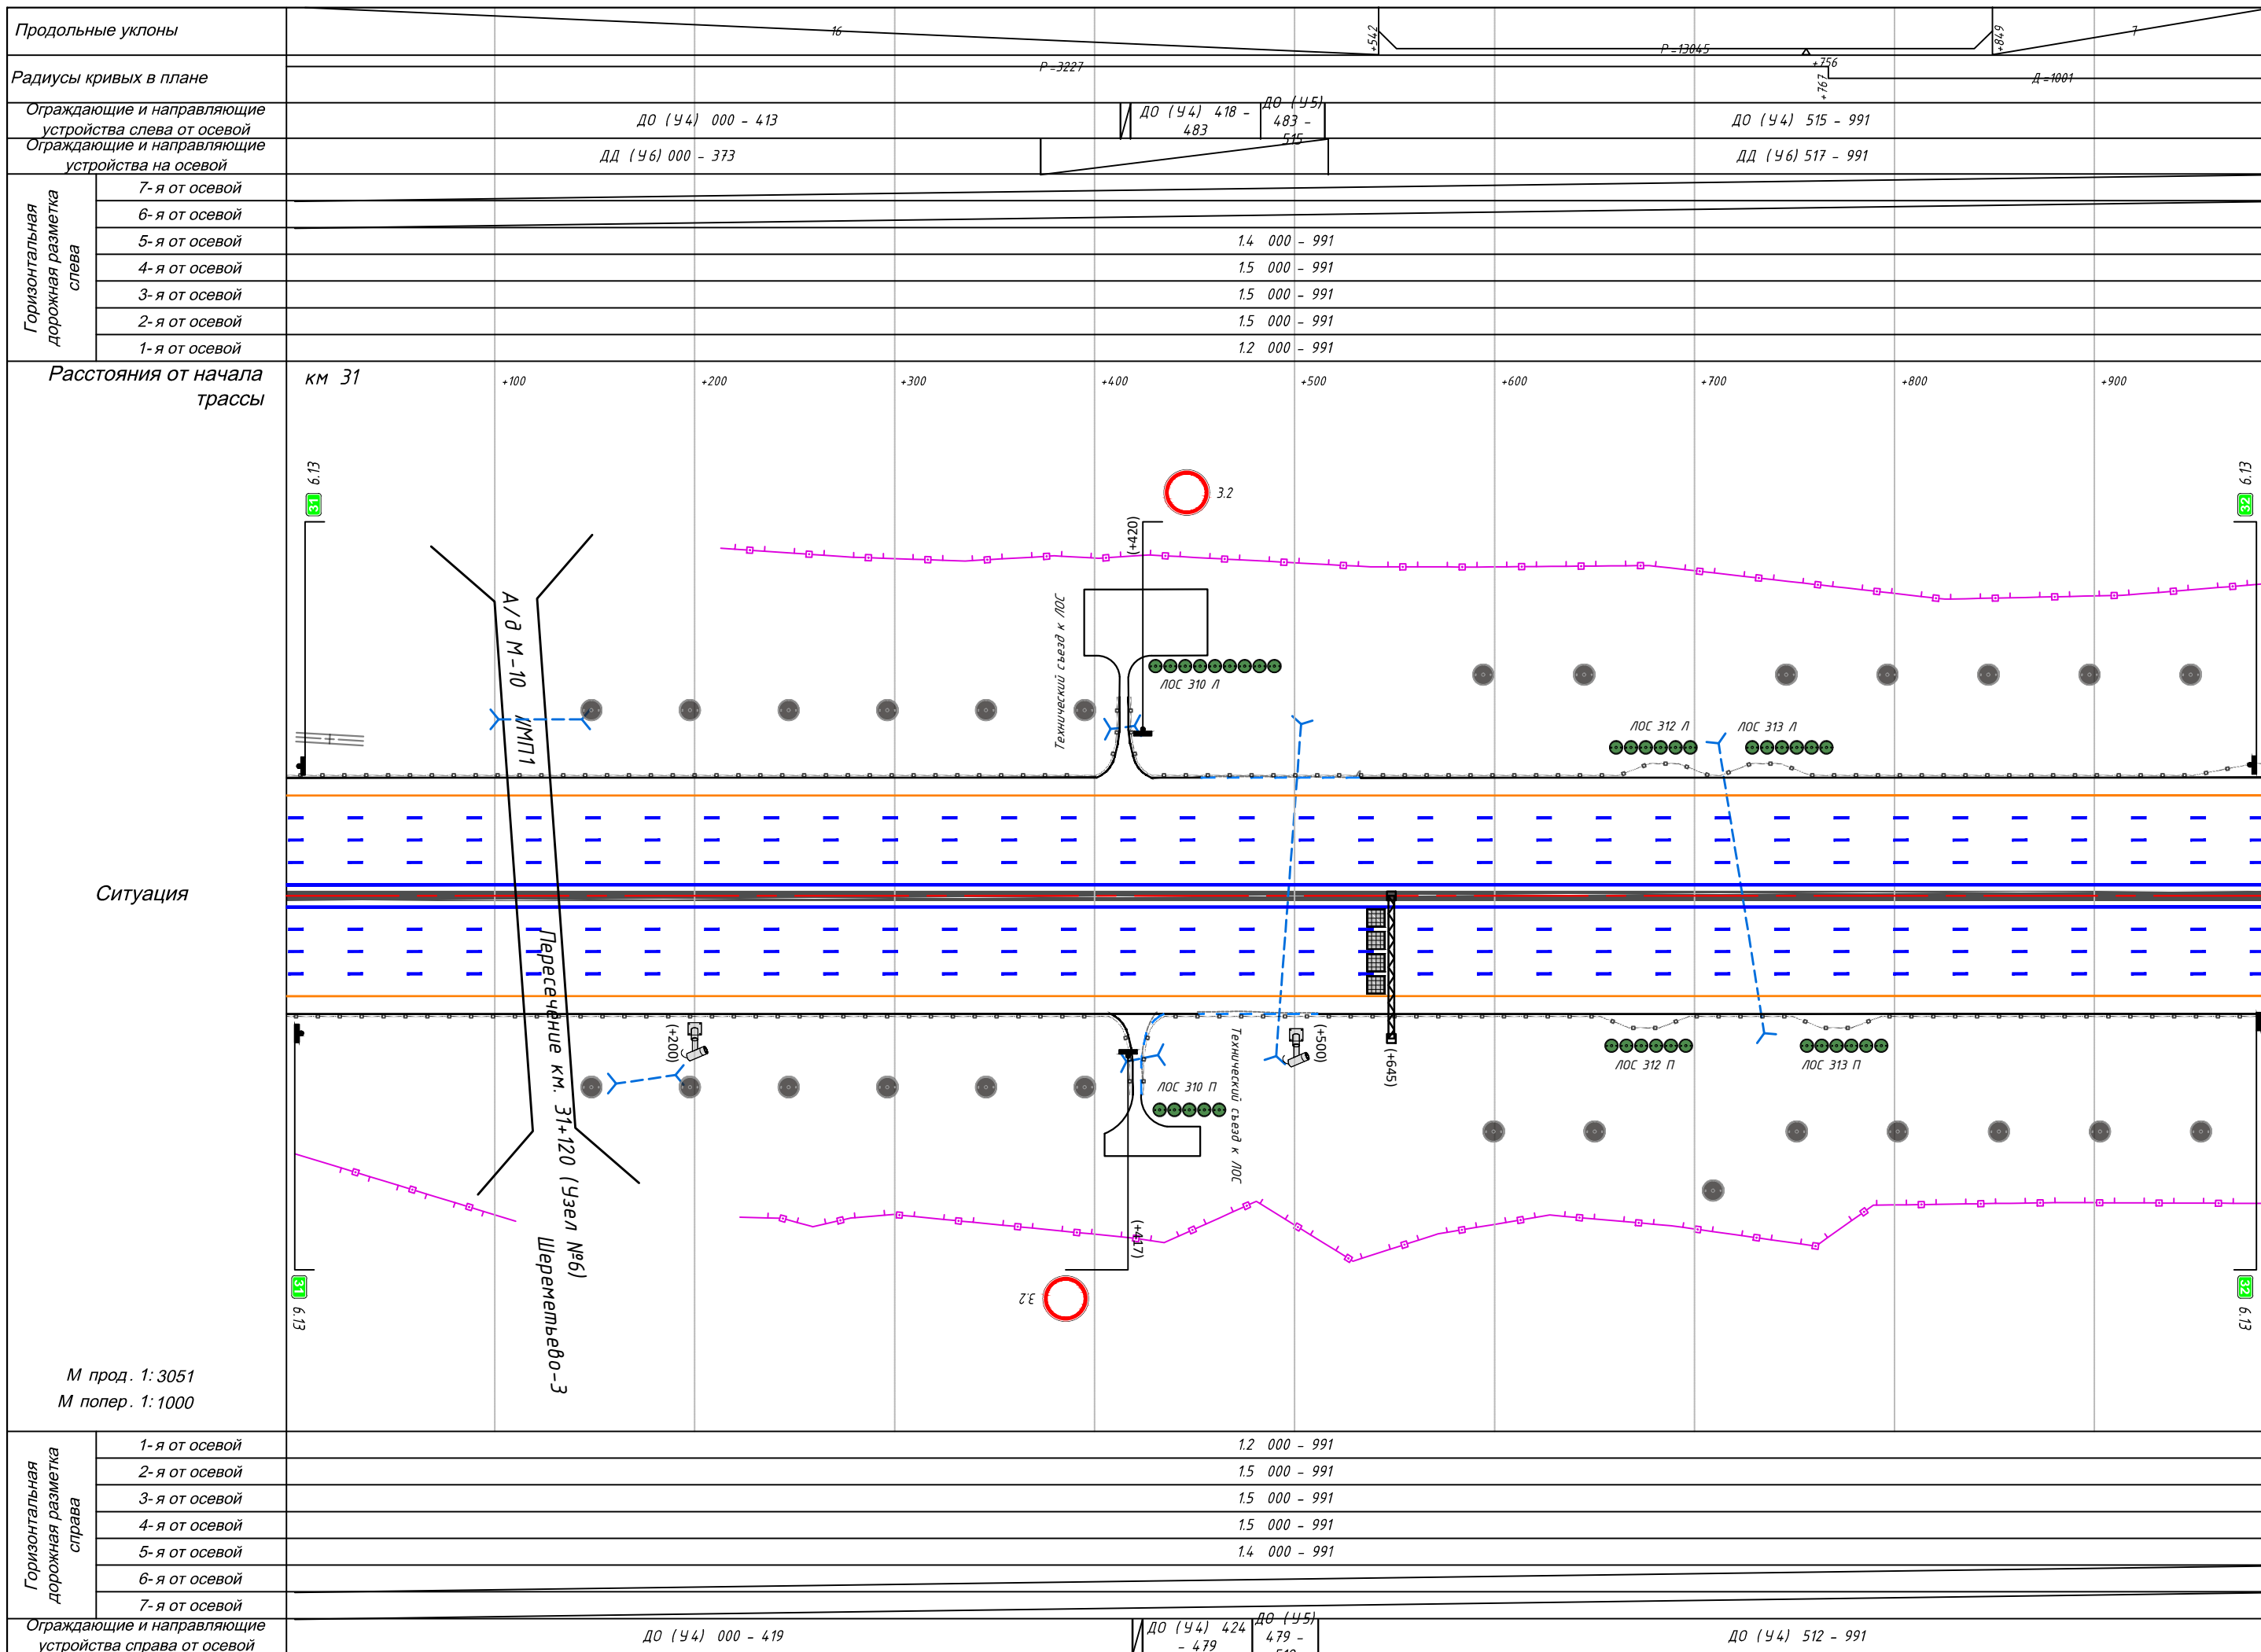 Продольные уклоны
16
+542
Р =13045
+756
+849
7
Радиусы кривых в плане
Р =3227
+767
Д =1001
Ограждающие и направляющие
устройства слева от осевой
ДО (У4) 000 - 413
ДО (У4) 418 -
483
ДО (У5)
483 -
515
ДО (У4) 515 - 991
Ограждающие и направляющие
устройства на осевой
ДД (У6) 000 - 373
ДД (У6) 517 - 991
Горизонтальная
дорожная разметка
слева
7-я от осевой
6-я от осевой
5-я от осевой
1.4 000 - 991
4-я от осевой
1.5 000 - 991
3-я от осевой
1.5 000 - 991
2-я от осевой
1.5 000 - 991
1-я от осевой
1.2 000 - 991
Расстояния от начала
трассы
км 31
+100
+200
+300
+400
+500
+600
+700
+800
+900
6.13
31
3.2
(+420)
6.13
32
А/д М-10 ИМП1
Технический съезд к ЛОС
ЛОС 310 Л
ЛОС 312 Л
ЛОС 313 Л
Ситуация
Пересечение км. 31+120 (Узел №6)
Шереметьево-3
(+200)
(+500)
(+645)
ЛОС 310 П
Технический съезд к ЛОС
ЛОС 312 П
ЛОС 313 П
(+417)
3.2
31
6.13
32
6.13
М прод. 1: 3051
М попер. 1: 1000
Горизонтальная
дорожная разметка
справа
1-я от осевой
1.2 000 - 991
2-я от осевой
1.5 000 - 991
3-я от осевой
1.5 000 - 991
4-я от осевой
1.5 000 - 991
5-я от осевой
1.4 000 - 991
6-я от осевой
7-я от осевой
Ограждающие и направляющие
устройства справа от осевой
ДО (У4) 000 - 419
ДО (У4) 424
- 479
ДО (У5)
479 -
ДО (У4) 512 - 991